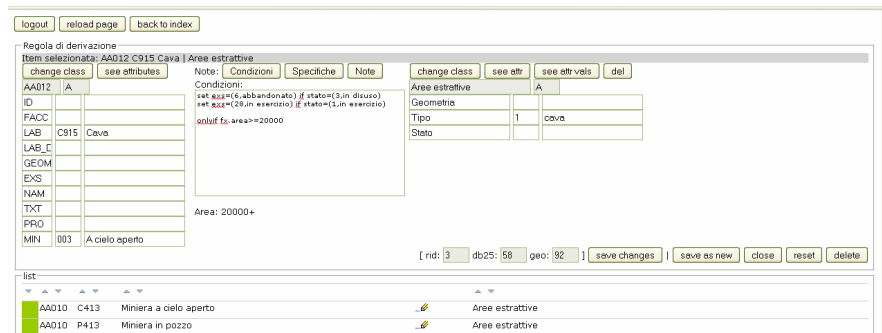 logout reload page back to index
Regola di derivazione
Item selezionata: AA012 C915 Cava | Aree estrattive
change class see attributes Note: Condizioni Specifiche Note change class see attr see attr vals del
AA012 A Condizioni: Aree estrattive A
ID set exs=(6,abbandonato) if stato=(3,in disuso) Geometria
set exs=(28,in esercizio) if stato=(1,in esercizio)
FACC onlyif fx.area>=20000 Tipo 1 cava
LAB C915 Cava Stato
LAB_D
GEOM
EXS
NAM
TXT Area: 20000+
PRO
MIN 003 A cielo aperto
[ rid: 3 db25: 58 geo: 92 ] save changes | save as new close reset delete
list
AA010 C413 Miniera a cielo aperto Aree estrattive
AA010 P413 Miniera in pozzo Aree estrattive